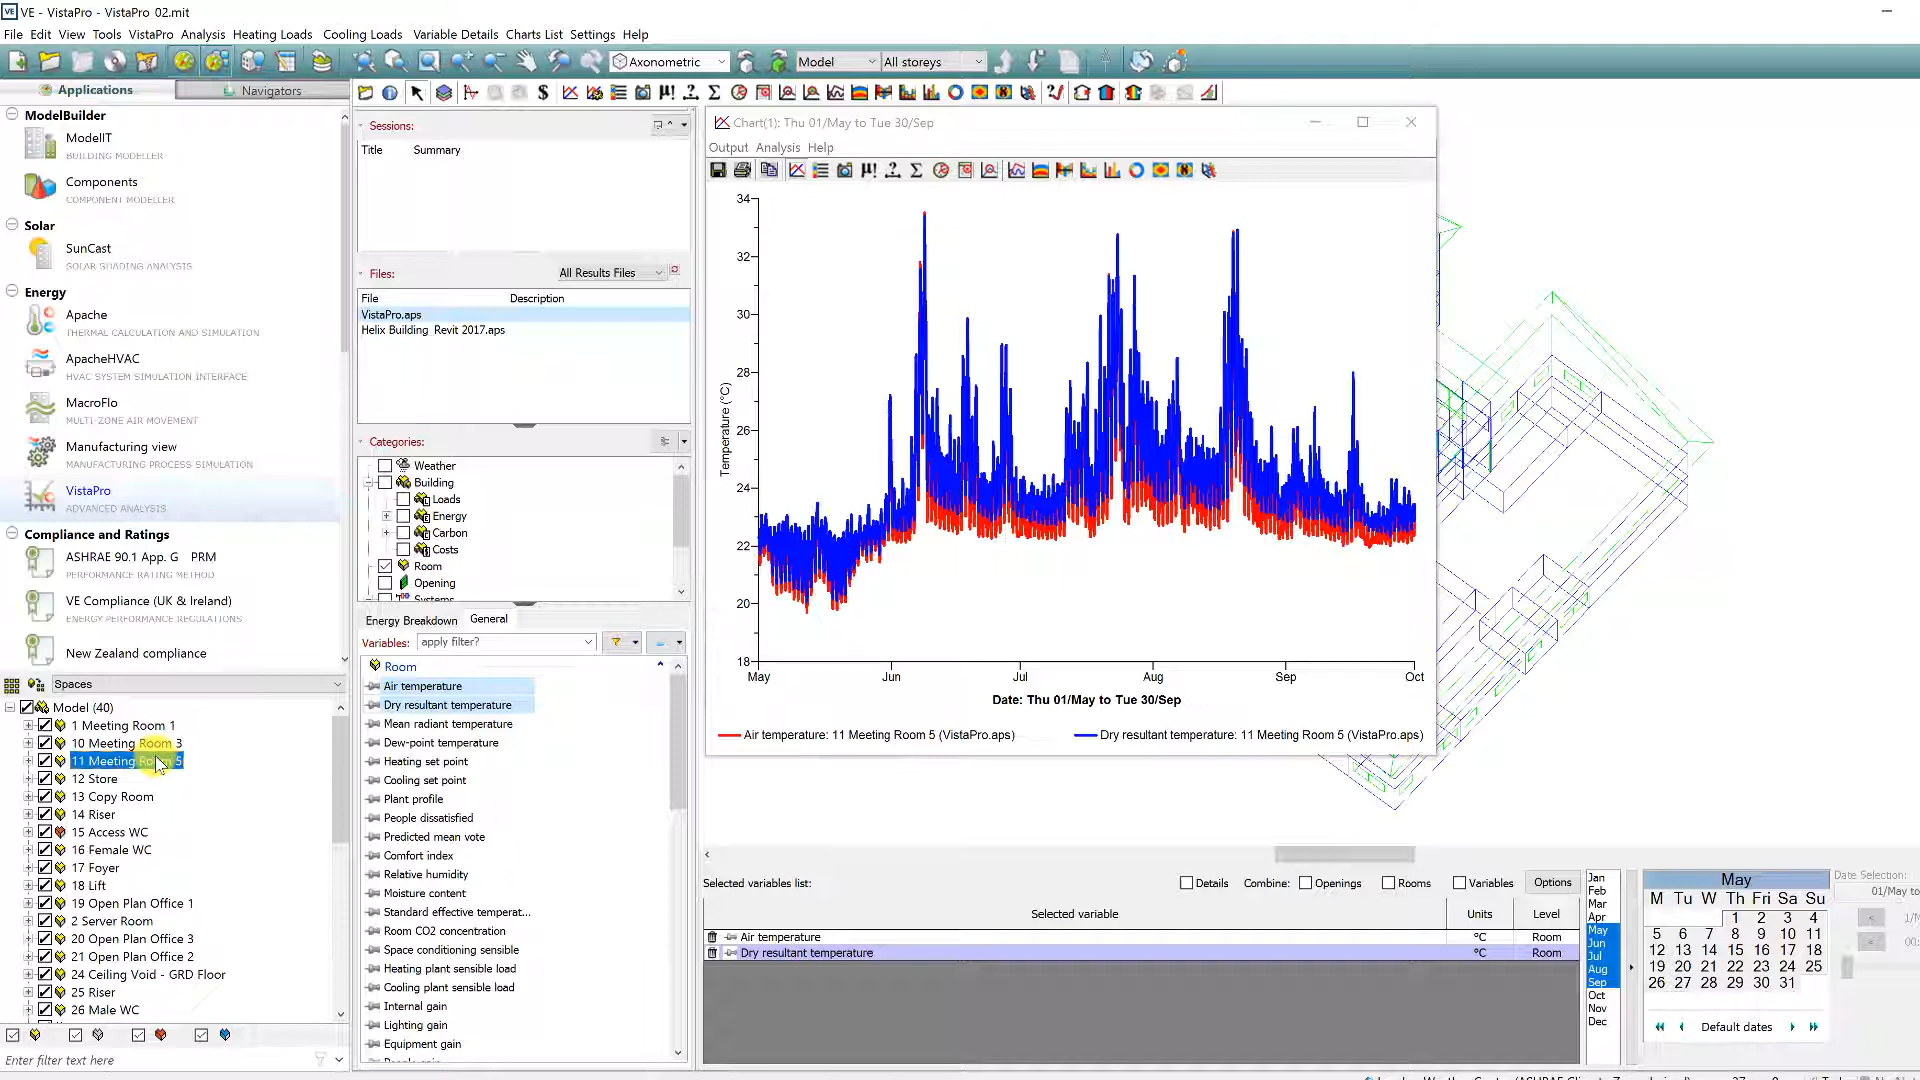 VE - VistaPro - VistaPro 02.mit
File Edit View Tools VistaPro Analysis Heating Loads Cooling Loads Variable Details Charts List Settings Help
Axonometric Model All storeys
Applications Navigators
ModelBuilder
ModelIT
BUILDING MODELLER
Components
COMPONENT MODELLER
Solar
SunCast
SOLAR SHADING ANALYSIS
Energy
Apache
THERMAL CALCULATION AND SIMULATION
ApacheHVAC
HVAC SYSTEM SIMULATION INTERFACE
MacroFlo
MULTI-ZONE AIR MOVEMENT
Manufacturing view
MANUFACTURING PROCESS SIMULATION
VistaPro
ADVANCED ANALYSIS
Compliance and Ratings
ASHRAE 90.1 App. G PRM
PERFORMANCE RATING METHOD
VE Compliance (UK & Ireland)
ENERGY PERFORMANCE REGULATIONS
New Zealand compliance
Spaces
Model (40)
1 Meeting Room 1
10 Meeting Room 3
11 Meeting Room 5
12 Store
13 Copy Room
14 Riser
15 Access WC
16 Female WC
17 Foyer
18 Lift
19 Open Plan Office 1
2 Server Room
20 Open Plan Office 3
21 Open Plan Office 2
24 Ceiling Void - GRD Floor
25 Riser
26 Male WC
Enter filter text here
Sessions:
Title Summary
Files: All Results Files
File Description
VistaPro.aps
Helix Building_Revit 2017.aps
Categories:
Weather
Building
Loads
Energy
Carbon
Costs
Room
Opening
Systems
Energy Breakdown General
Variables: apply filter?
Room
Air temperature
Dry resultant temperature
Mean radiant temperature
Dew-point temperature
Heating set point
Cooling set point
Plant profile
People dissatisfied
Predicted mean vote
Comfort index
Relative humidity
Moisture content
Standard effective temperat...
Room CO2 concentration
Space conditioning sensible
Heating plant sensible load
Cooling plant sensible load
Internal gain
Lighting gain
Equipment gain
People gain
Chart(1): Thu 01/May to Tue 30/Sep
Output Analysis Help
34
32
30
28
26
24
22
20
18
Temperature (°C)
May Jun Jul Aug Sep Oct
Date: Thu 01/May to Tue 30/Sep
Air temperature: 11 Meeting Room 5 (VistaPro.aps) Dry resultant temperature: 11 Meeting Room 5 (VistaPro.aps)
Selected variables list: Details Combine: Openings Rooms Variables Options
Selected variable Units Level
Air temperature °C Room
Dry resultant temperature °C Room
Jan
Feb
Mar
Apr
May
Jun
Jul
Aug
Sep
Oct
Nov
Dec
May
M Tu W Th Fri Sa Su
1 2 3 4
5 6 7 8 9 10 11
12 13 14 15 16 17 18
19 20 21 22 23 24 25
26 27 28 29 30 31
Default dates
Date Selection:
01/May to